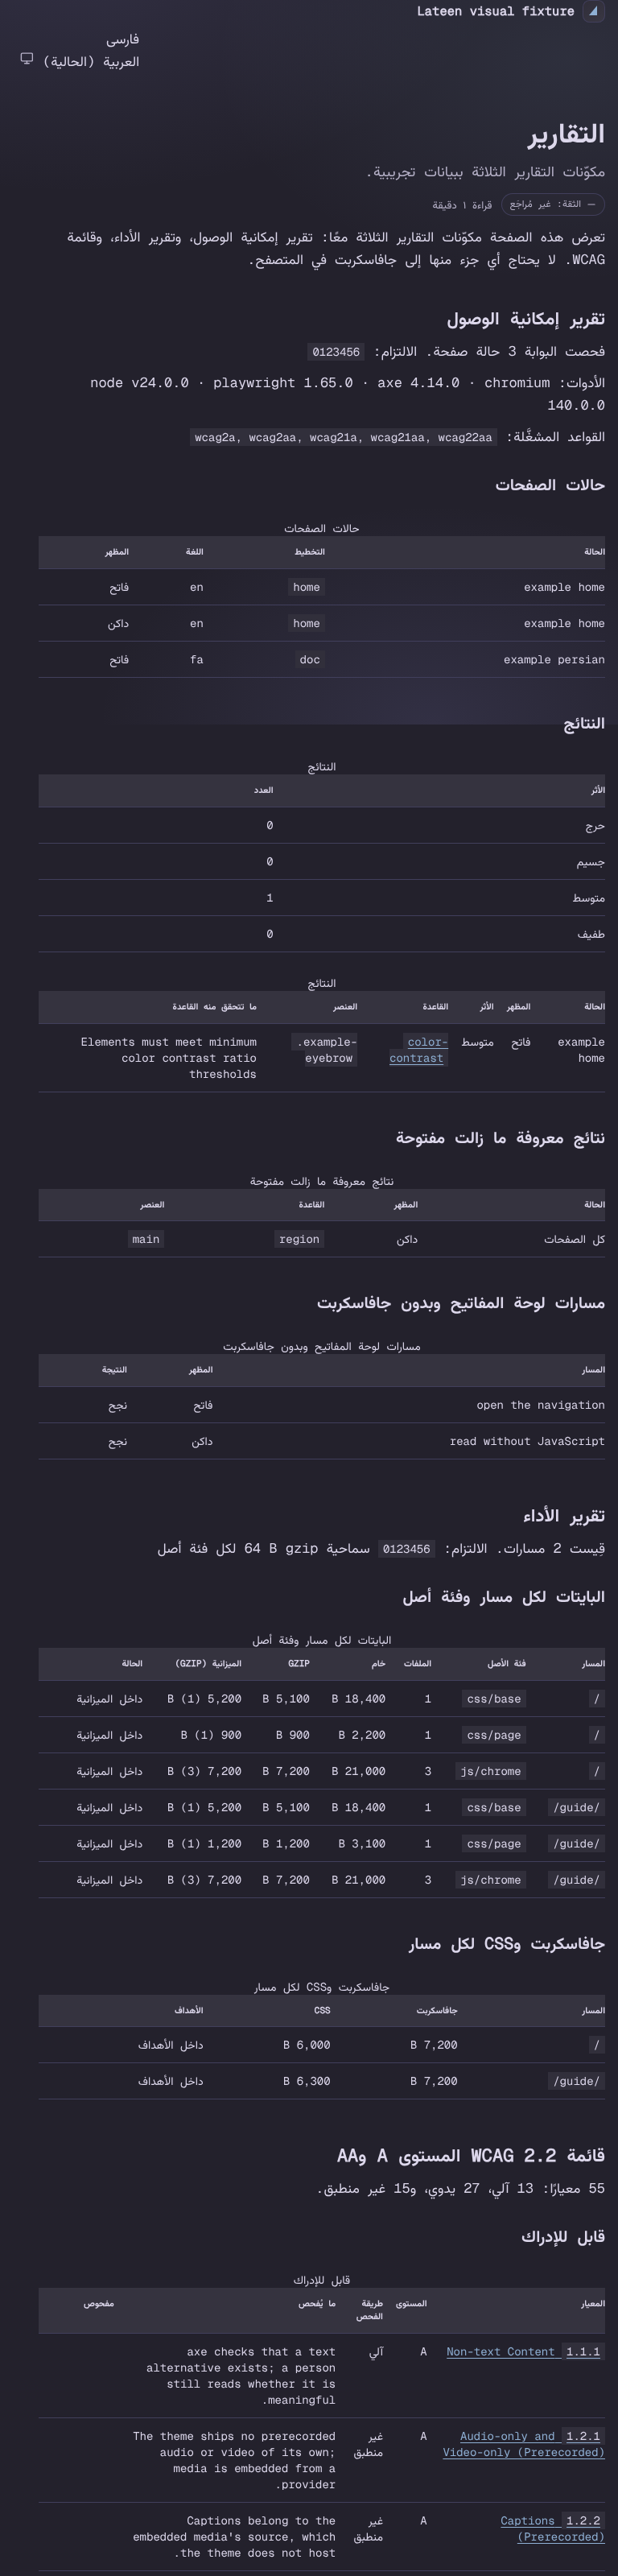 Lateen visual fixture
فارسی
العربية (الحالية)
التقارير
مكوّنات التقارير الثلاثة ببيانات تجريبية.
— الثقة: غير مُراجَع قراءة ١ دقيقة
تعرض هذه الصفحة مكوّنات التقارير الثلاثة معًا: تقرير إمكانية الوصول، وتقرير الأداء، وقائمة
WCAG. لا يحتاج أي جزء منها إلى جافاسكربت في المتصفح.
تقرير إمكانية الوصول
فحصت البوابة 3 حالة صفحة. الالتزام: 0123456
الأدوات: node v24.0.0 · playwright 1.65.0 · axe 4.14.0 · chromium
140.0.0
القواعد المشغَّلة: wcag2a, wcag2aa, wcag21a, wcag21aa, wcag22aa
حالات الصفحات
حالات الصفحات
الحالة التخطيط اللغة المظهر
example home home en فاتح
example home home en داكن
example persian doc fa فاتح
النتائج
النتائج
الأثر العدد
حرج 0
جسيم 0
متوسط 1
طفيف 0
النتائج
الحالة المظهر الأثر القاعدة العنصر ما تتحقق منه القاعدة
example فاتح متوسط color- .example- Elements must meet minimum
home contrast eyebrow color contrast ratio
thresholds
نتائج معروفة ما زالت مفتوحة
نتائج معروفة ما زالت مفتوحة
الحالة المظهر القاعدة العنصر
كل الصفحات داكن region main
مسارات لوحة المفاتيح وبدون جافاسكربت
مسارات لوحة المفاتيح وبدون جافاسكربت
المسار المظهر النتيجة
open the navigation فاتح نجح
read without JavaScript داكن نجح
تقرير الأداء
قِيست 2 مسارات. الالتزام: 0123456 سماحية 64 B gzip لكل فئة أصل
البايتات لكل مسار وفئة أصل
البايتات لكل مسار وفئة أصل
المسار فئة الأصل الملفات خام GZIP الميزانية (GZIP) الحالة
/ css/base 1 18,400 B 5,100 B 5,200 B (1) داخل الميزانية
/ css/page 1 2,200 B 900 B 900 B (1) داخل الميزانية
/ js/chrome 3 21,000 B 7,200 B 7,200 B (3) داخل الميزانية
/guide/ css/base 1 18,400 B 5,100 B 5,200 B (1) داخل الميزانية
/guide/ css/page 1 3,100 B 1,200 B 1,200 B (1) داخل الميزانية
/guide/ js/chrome 3 21,000 B 7,200 B 7,200 B (3) داخل الميزانية
جافاسكربت وCSS لكل مسار
جافاسكربت وCSS لكل مسار
المسار جافاسكربت CSS الأهداف
/ 7,200 B 6,000 B داخل الأهداف
/guide/ 7,200 B 6,300 B داخل الأهداف
قائمة WCAG 2.2 المستوى A وAA
55 معيارًا: 13 آلي، 27 يدوي، و15 غير منطبق.
قابل للإدراك
قابل للإدراك
المعيار المستوى طريقة ما يُفحص مفحوص
الفحص
1.1.1 Non-text Content A آلي axe checks that a text
alternative exists; a person
still reads whether it is
meaningful.
1.2.1 Audio-only and A غير The theme ships no prerecorded
Video-only (Prerecorded) منطبق audio or video of its own;
media is embedded from a
provider.
1.2.2 Captions A غير Captions belong to the
(Prerecorded) منطبق embedded media's source, which
the theme does not host.